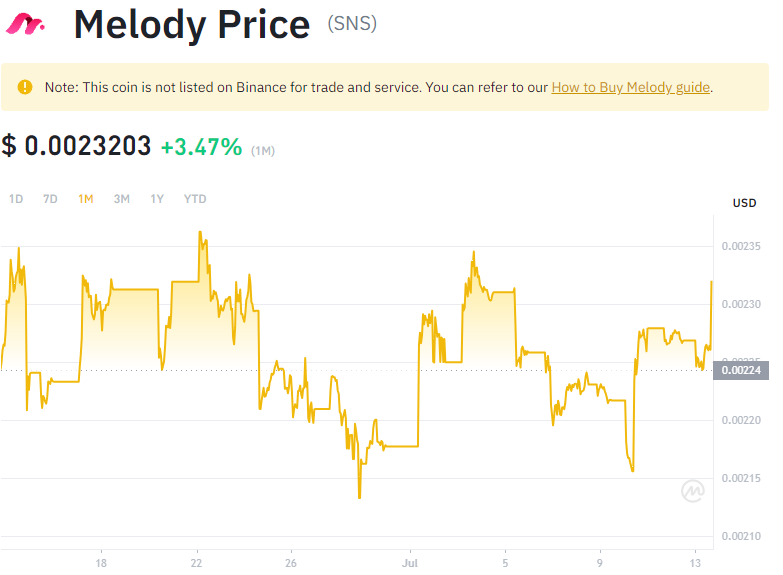 Melody Price (SNS)
Note: This coin is not listed on Binance for trade and service. You can refer to our How to Buy Melody guide.
$ 0.0023203 +3.47% (1M)
1D 7D 1M 3M 1Y YTD
USD
0.00235
0.00230
0.00225
0.00224
0.00220
0.00215
0.00210
18 22 26 Jul 5 9 13